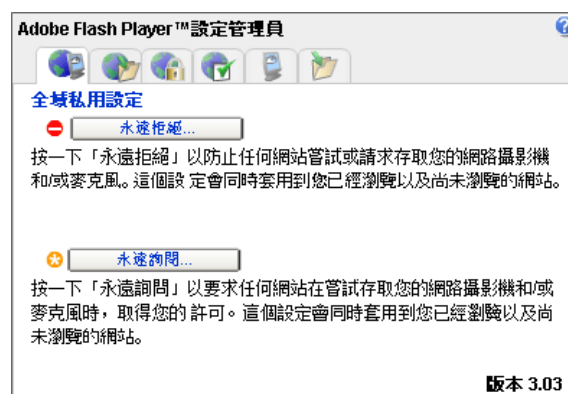 Adobe Flash Player™設定管理員
全域私用設定
永遠拒絕...
按一下「永遠拒絕」以防止任何網站嘗試或請求存取您的網路攝影機
和/或麥克風。這個設 定會同時套用到您已經瀏覽以及尚未瀏覽的網站。
永遠詢問...
按一下「永遠詢問」以要求任何網站在嘗試存取您的網路攝影機和/或
麥克風時，取得您的 許可。這個設定會同時套用到您已經瀏覽以及尚
未瀏覽的網站。
版本 3.03